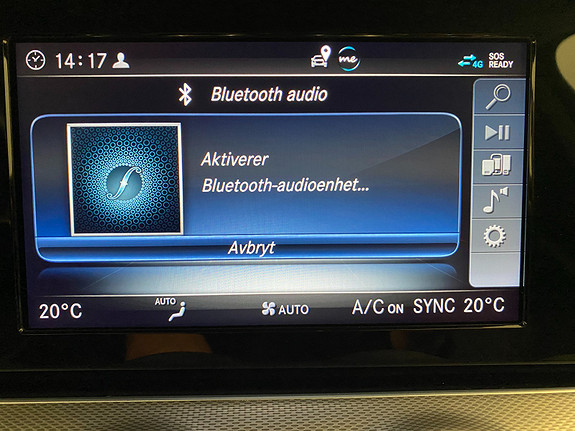 14:17
me
4G
SOS
READY
Bluetooth audio
Aktiverer
Bluetooth-audioenhet...
Avbryt
20°C
AUTO
AUTO
A/C ON
SYNC
20°C